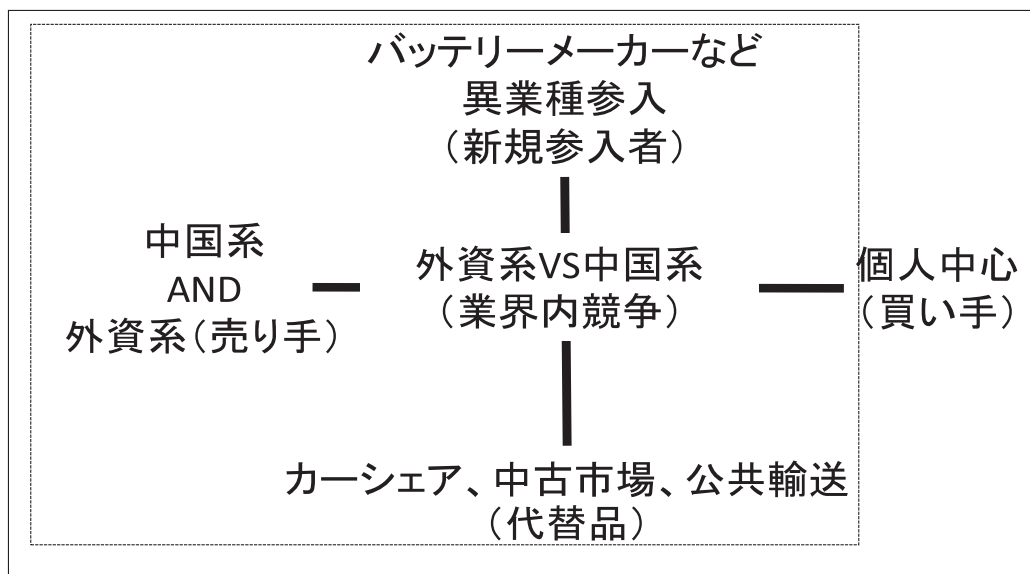 バッテリーメーカーなど
異業種参入
（新規参入者）
中国系
AND
外資系（売り手）
外資系VS中国系
（業界内競争）
個人中心
（買い手）
カーシェア、中古市場、公共輸送
（代替品）